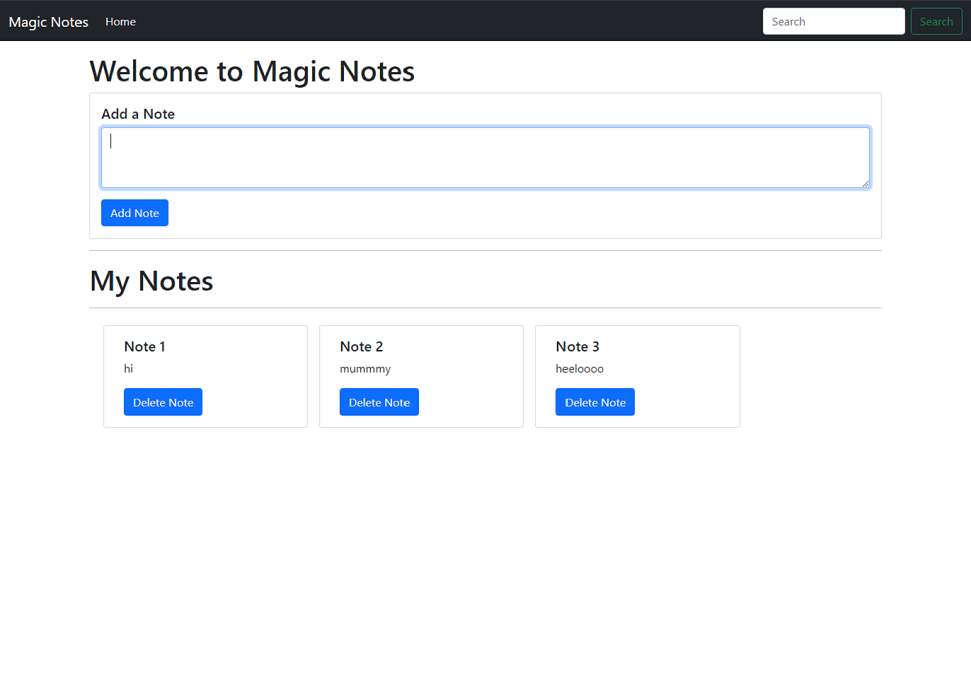 Magic Notes Home Search Search
Welcome to Magic Notes
Add a Note
Add Note
My Notes
Note 1 Note 2 Note 3
hi mummmy heeloooo
Delete Note Delete Note Delete Note